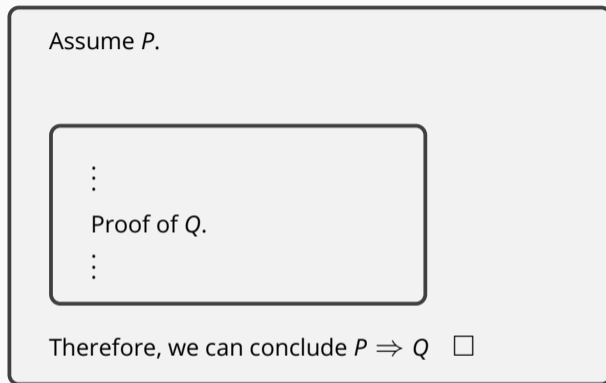 Assume P.
⋮
Proof of Q.
⋮
Therefore, we can conclude P ⇒ Q □